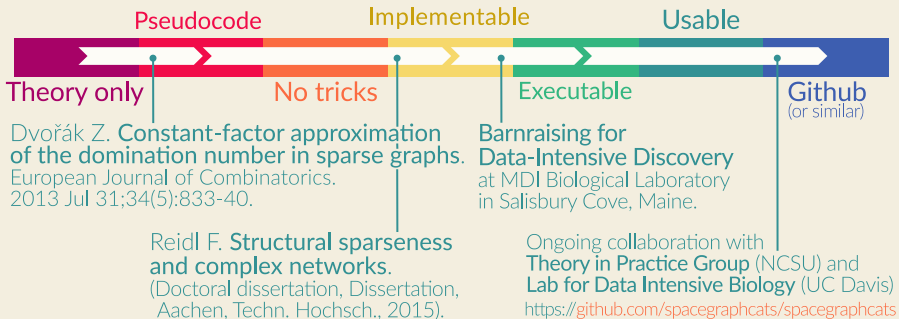 Pseudocode
Implementable
Usable
Theory only
No tricks
Executable
Github
(or similar)
Dvořák Z. Constant-factor approximation
of the domination number in sparse graphs.
European Journal of Combinatorics.
2013 Jul 31;34(5):833-40.
Barnraising for
Data-Intensive Discovery
at MDI Biological Laboratory
in Salisbury Cove, Maine.
Reidl F. Structural sparseness
and complex networks.
(Doctoral dissertation, Dissertation,
Aachen, Techn. Hochsch., 2015).
Ongoing collaboration with
Theory in Practice Group (NCSU) and
Lab for Data Intensive Biology (UC Davis)
https://github.com/spacegraphcats/spacegraphcats